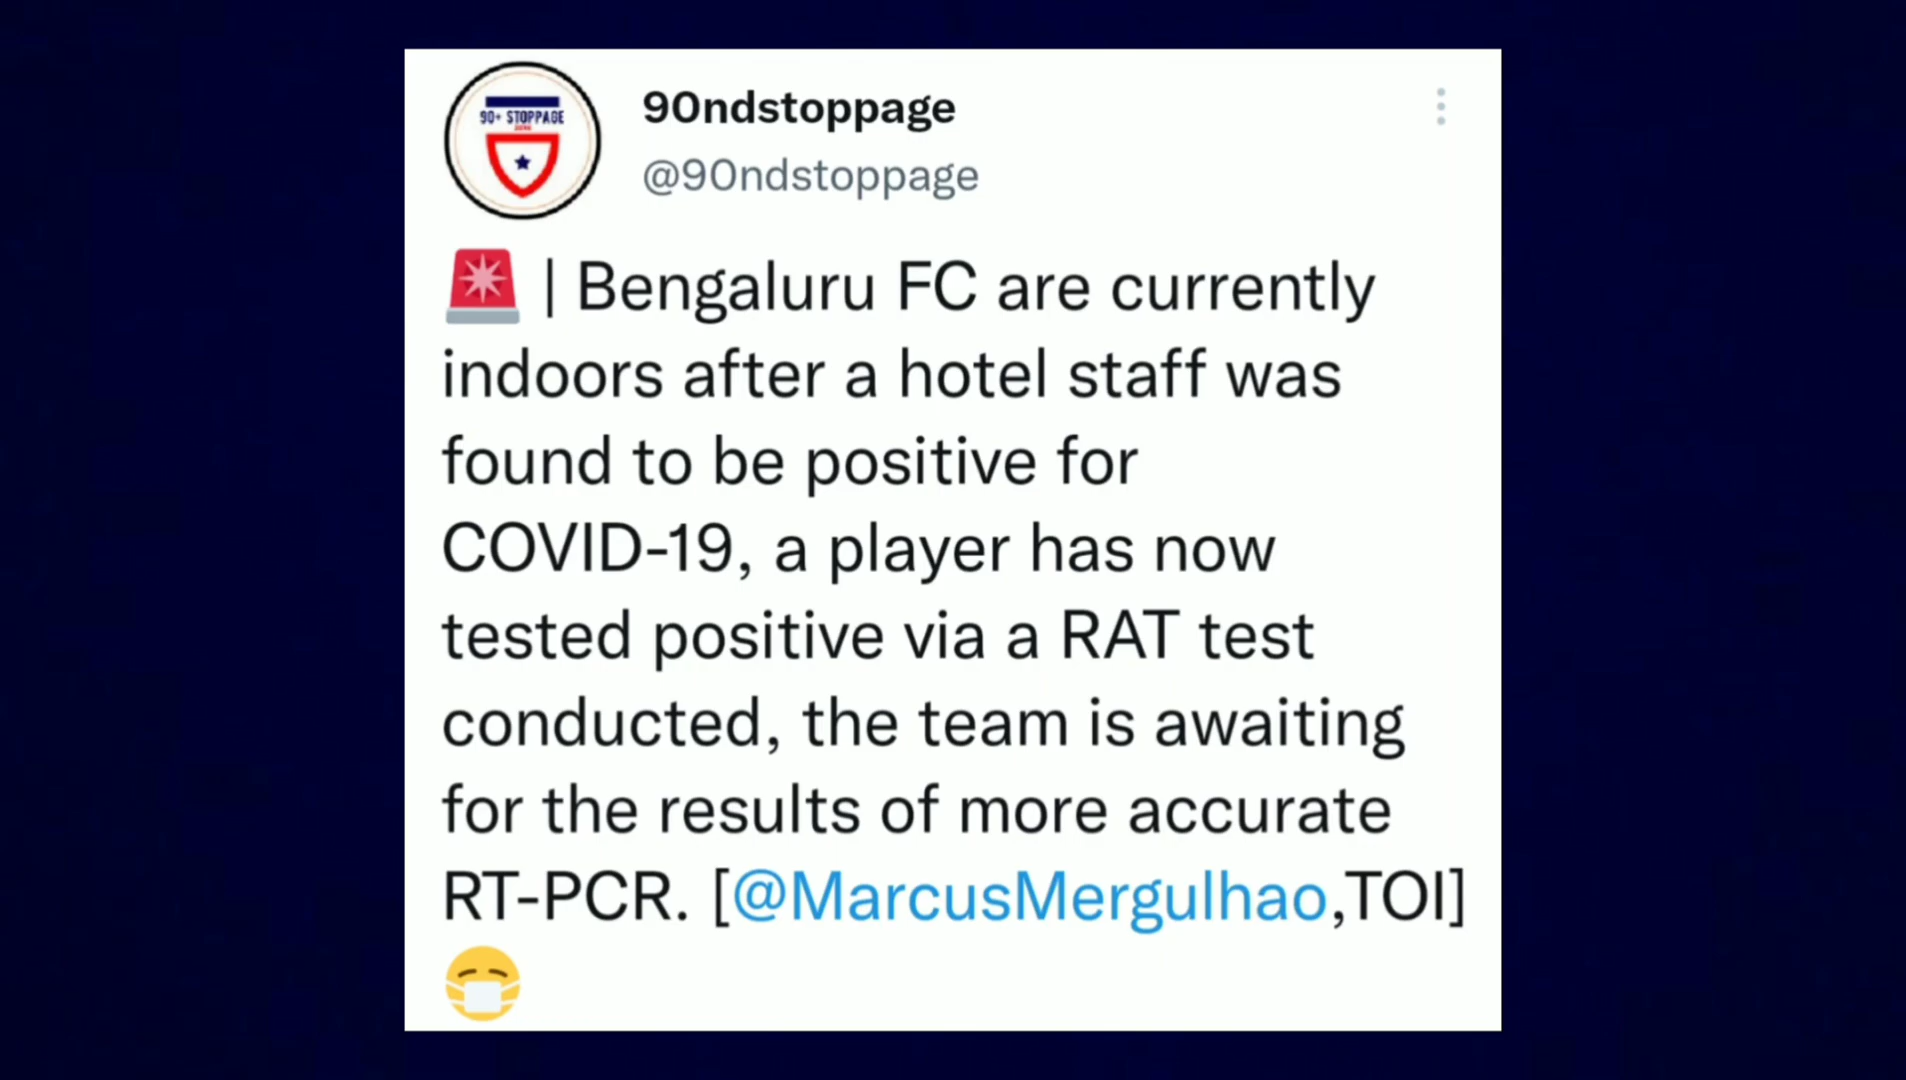 90+ STOPPAGE
90ndstoppage
@90ndstoppage
🚨 | Bengaluru FC are currently
indoors after a hotel staff was
found to be positive for
COVID-19, a player has now
tested positive via a RAT test
conducted, the team is awaiting
for the results of more accurate
RT-PCR. [@MarcusMergulhao,TOI]
😷